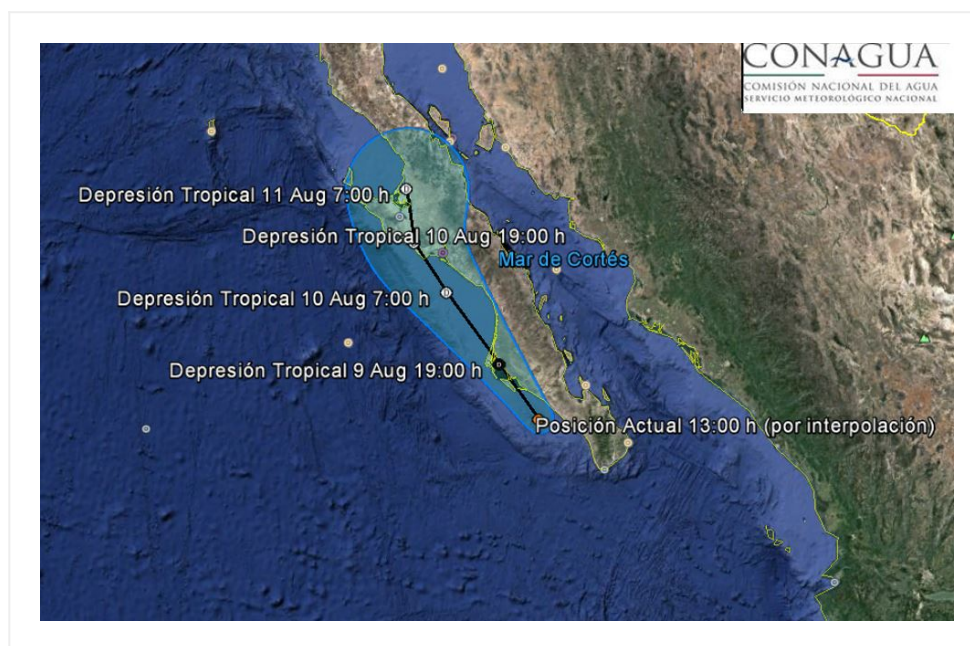 CONAGUA
COMISIÓN NACIONAL DEL AGUA
SERVICIO METEOROLÓGICO NACIONAL
Depresión Tropical 11 Aug 7:00 h
Depresión Tropical 10 Aug 19:00 h
Mar de Cortés
Depresión Tropical 10 Aug 7:00 h
Depresión Tropical 9 Aug 19:00 h
Posición Actual 13:00 h (por interpolación)